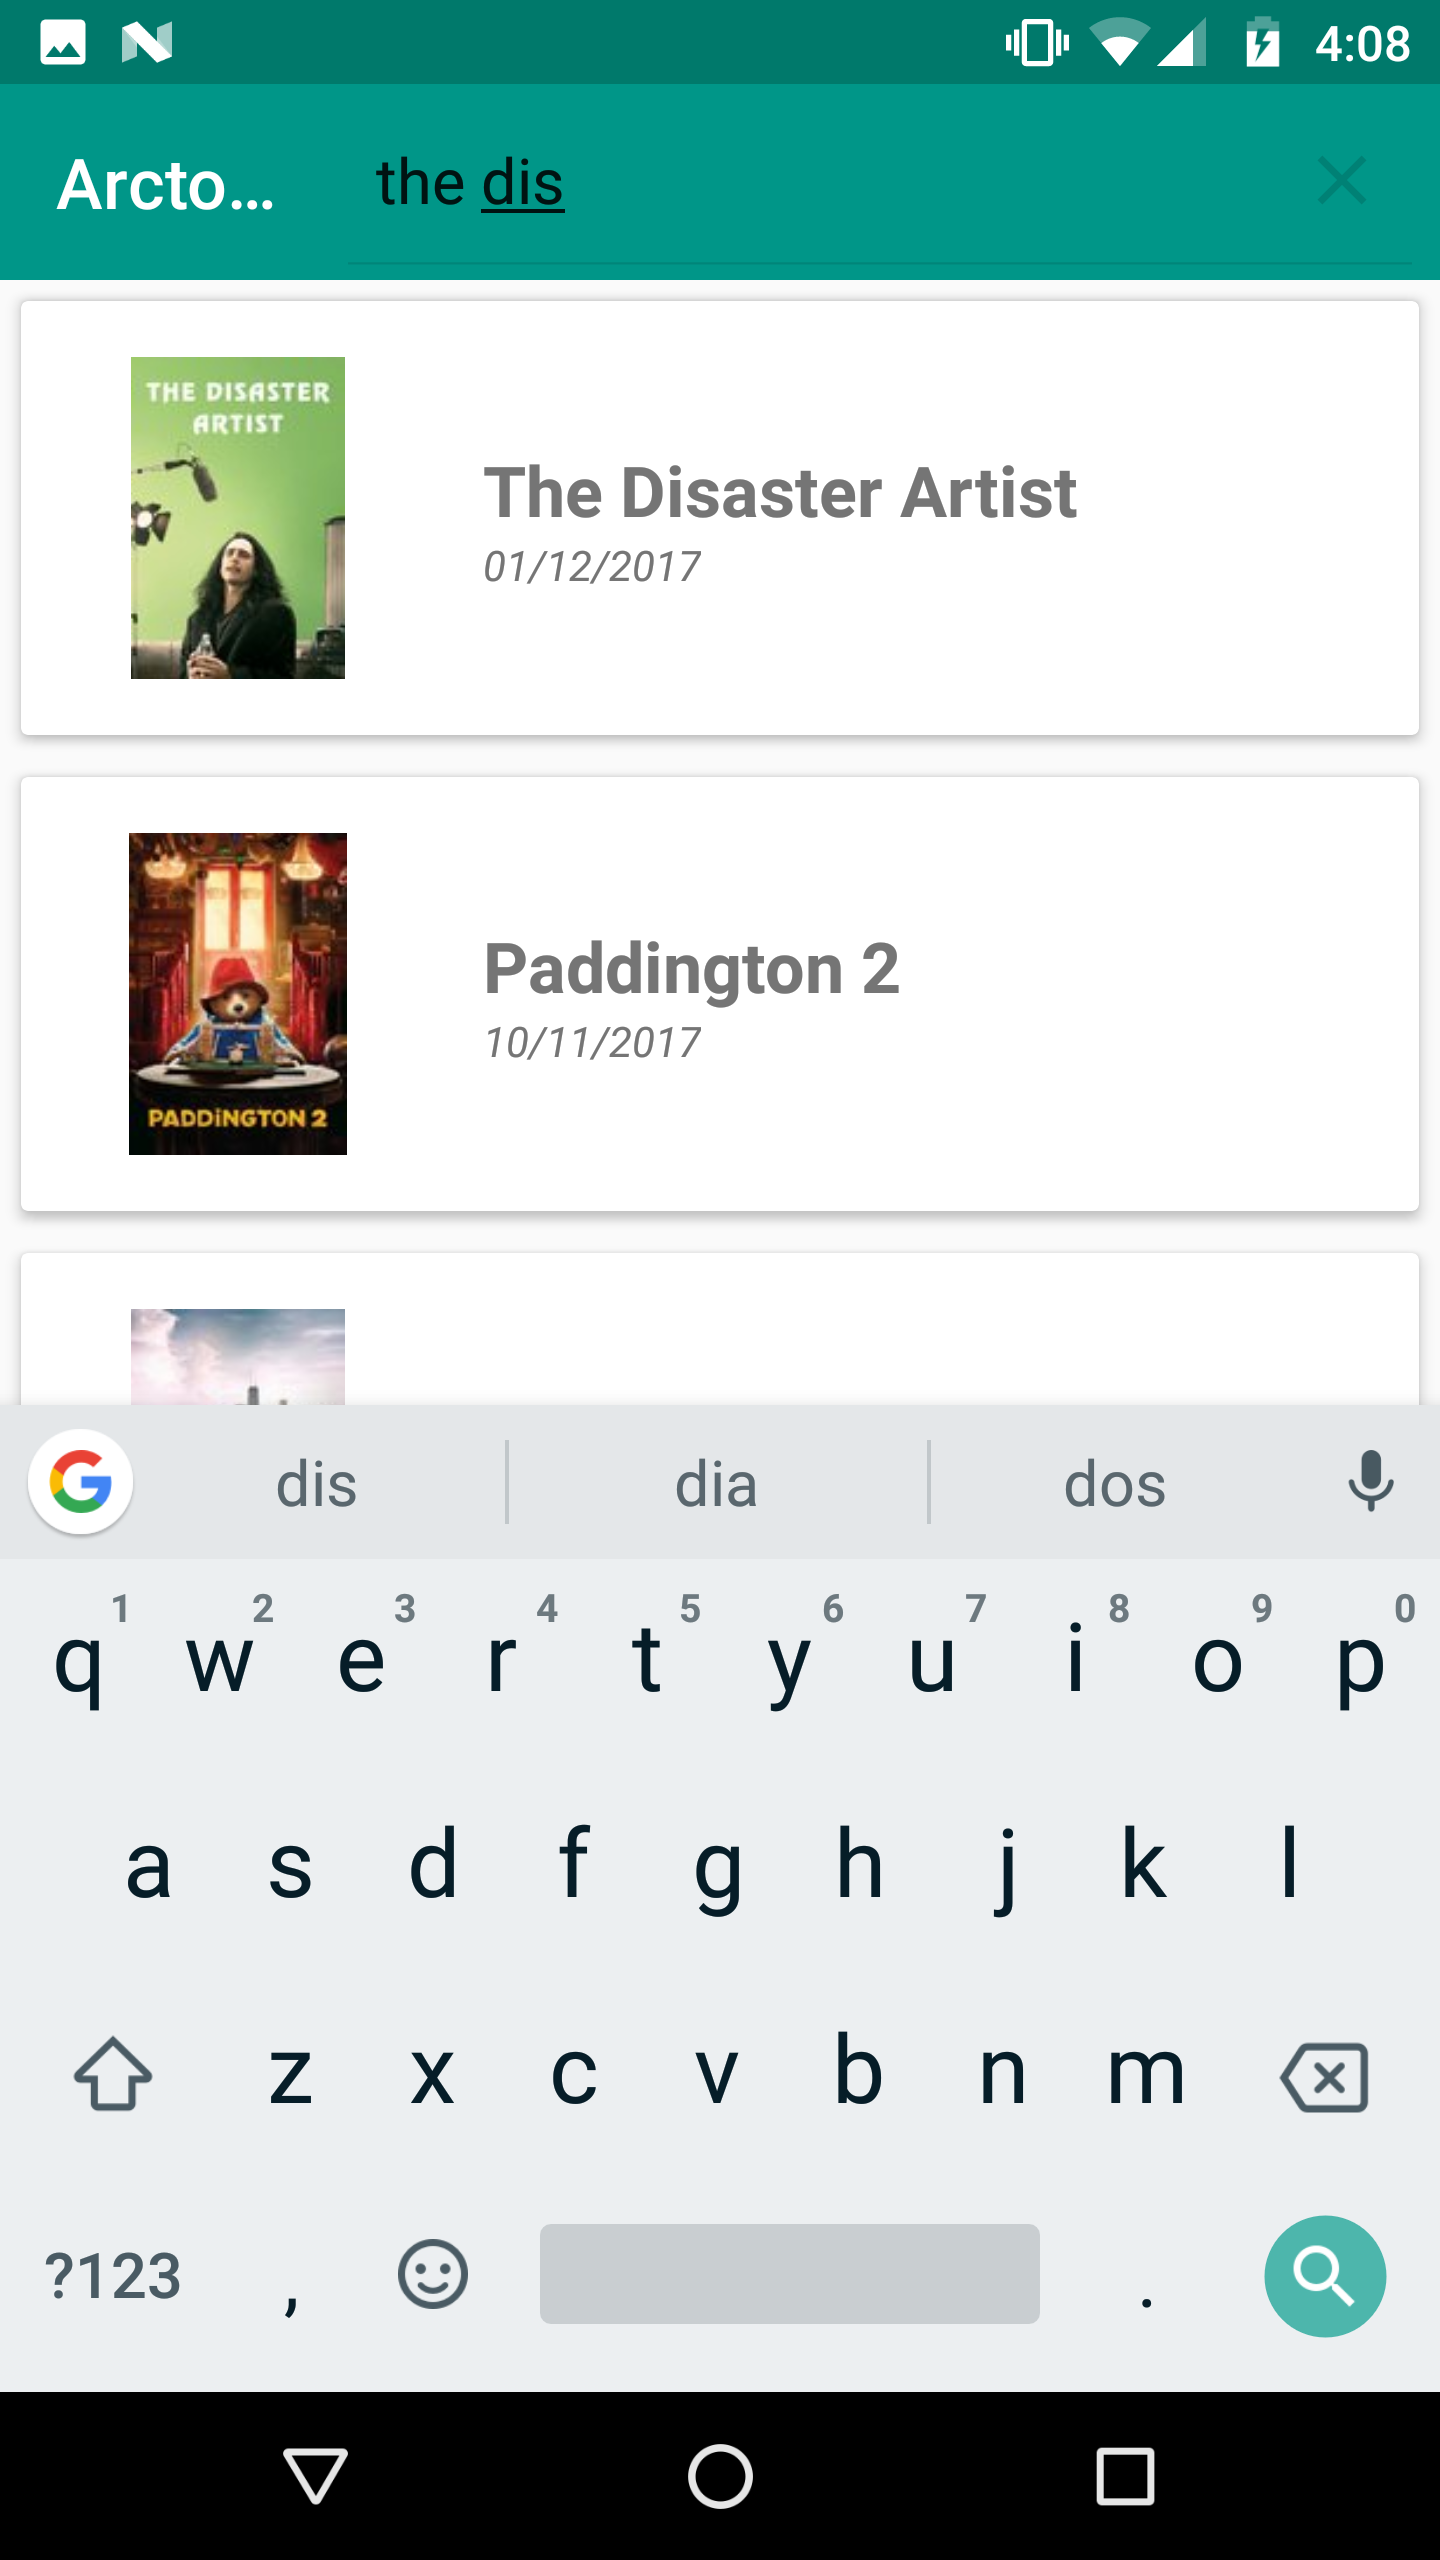 4:08
Arcto...
the dis
THE DISASTER
ARTIST
The Disaster Artist
01/12/2017
Paddington 2
10/11/2017
PADDiNGTON 2
dis dia dos
1 2 3 4 5 6 7 8 9 0
q w e r t y u i o p
a s d f g h j k l
z x c v b n m
?123 , .